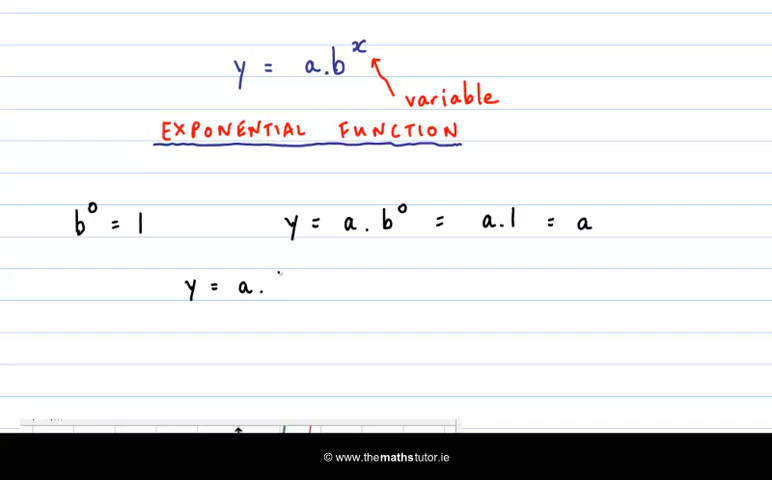 y = a.b^x
variable
EXPONENTIAL FUNCTION
b^0 = 1    y = a . b^0 = a.1 = a
y = a .
© www.themathstutor.ie